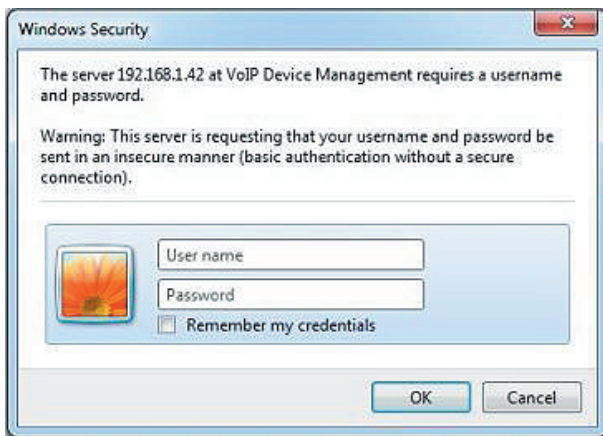 Windows Security
The server 192.168.1.42 at VoIP Device Management requires a username
and password.
Warning: This server is requesting that your username and password be
sent in an insecure manner (basic authentication without a secure
connection).
User name
Password
Remember my credentials
OK Cancel